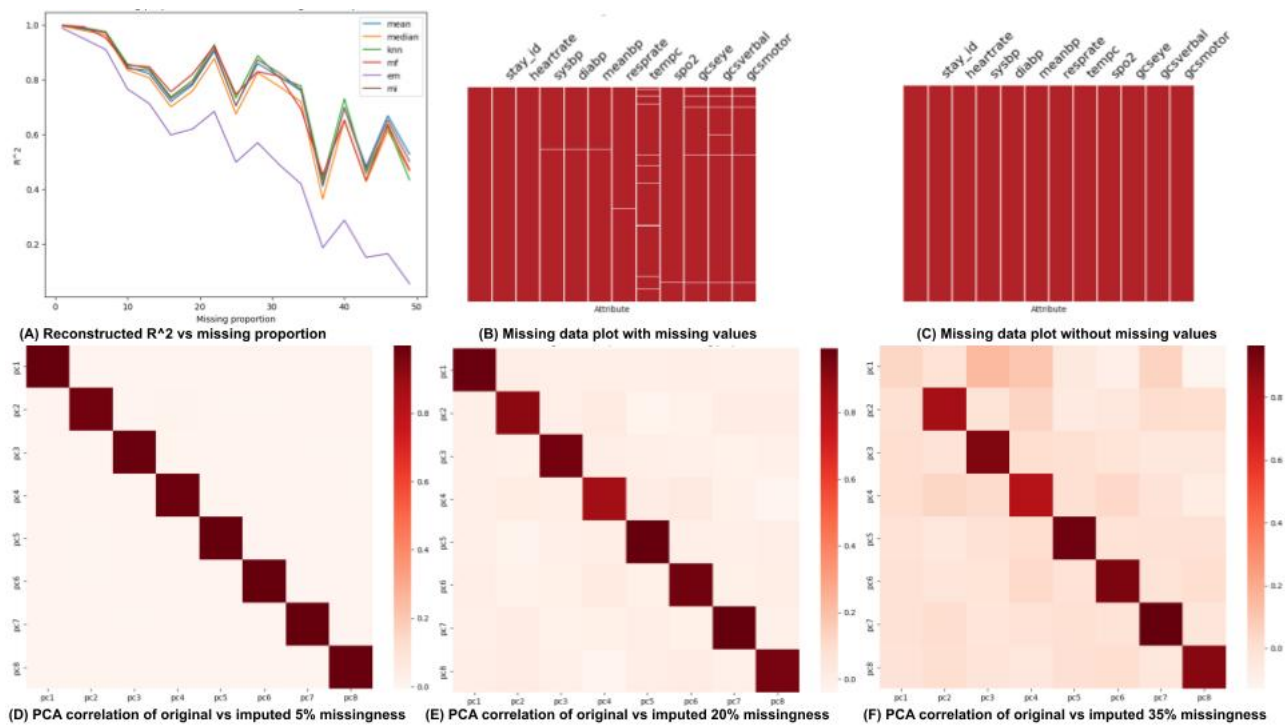 1.0
0.8
0.6
0.4
0.2
R^2
0
10
20
30
40
50
Missing proportion
mean
median
knn
mf
em
mi
(A) Reconstructed R^2 vs missing proportion
stay_id
heartrate
sysbp
diabp
meanbp
resprate
tempc
spo2
gcseye
gcsverbal
gcsmotor
Attribute
(B) Missing data plot with missing values
stay_id
heartrate
sysbp
diabp
meanbp
resprate
tempc
spo2
gcseye
gcsverbal
gcsmotor
Attribute
(C) Missing data plot without missing values
pc1
pc2
pc3
pc4
pc5
pc6
pc7
pc8
pc1 pc2 pc3 pc4 pc5 pc6 pc7 pc8
0.8
0.6
0.4
0.2
0.0
(D) PCA correlation of original vs imputed 5% missingness
pc1
pc2
pc3
pc4
pc5
pc6
pc7
pc8
pc1 pc2 pc3 pc4 pc5 pc6 pc7 pc8
0.8
0.6
0.4
0.2
0.0
(E) PCA correlation of original vs imputed 20% missingness
pc1
pc2
pc3
pc4
pc5
pc6
pc7
pc8
pc1 pc2 pc3 pc4 pc5 pc6 pc7 pc8
0.8
0.6
0.4
0.2
0.0
(F) PCA correlation of original vs imputed 35% missingness